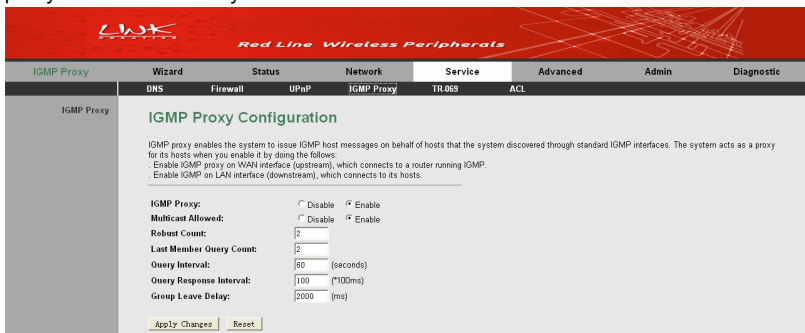 LINK
CREATIVE
Red Line Wireless Peripherals
IGMP Proxy
Wizard Status Network Service Advanced Admin Diagnostic
DNS Firewall UPnP IGMP Proxy TR-069 ACL
IGMP Proxy
IGMP Proxy Configuration
IGMP proxy enables the system to issue IGMP host messages on behalf of hosts that the system discovered through standard IGMP interfaces. The system acts as a proxy
for its hosts when you enable it by doing the follows:
. Enable IGMP proxy on WAN interface (upstream), which connects to a router running IGMP.
. Enable IGMP on LAN interface (downstream), which connects to its hosts.
IGMP Proxy: Disable Enable
Multicast Allowed: Disable Enable
Robust Count: 2
Last Member Query Count: 2
Query Interval: 60 (seconds)
Query Response Interval: 100 (*100ms)
Group Leave Delay: 2000 (ms)
Apply Changes Reset